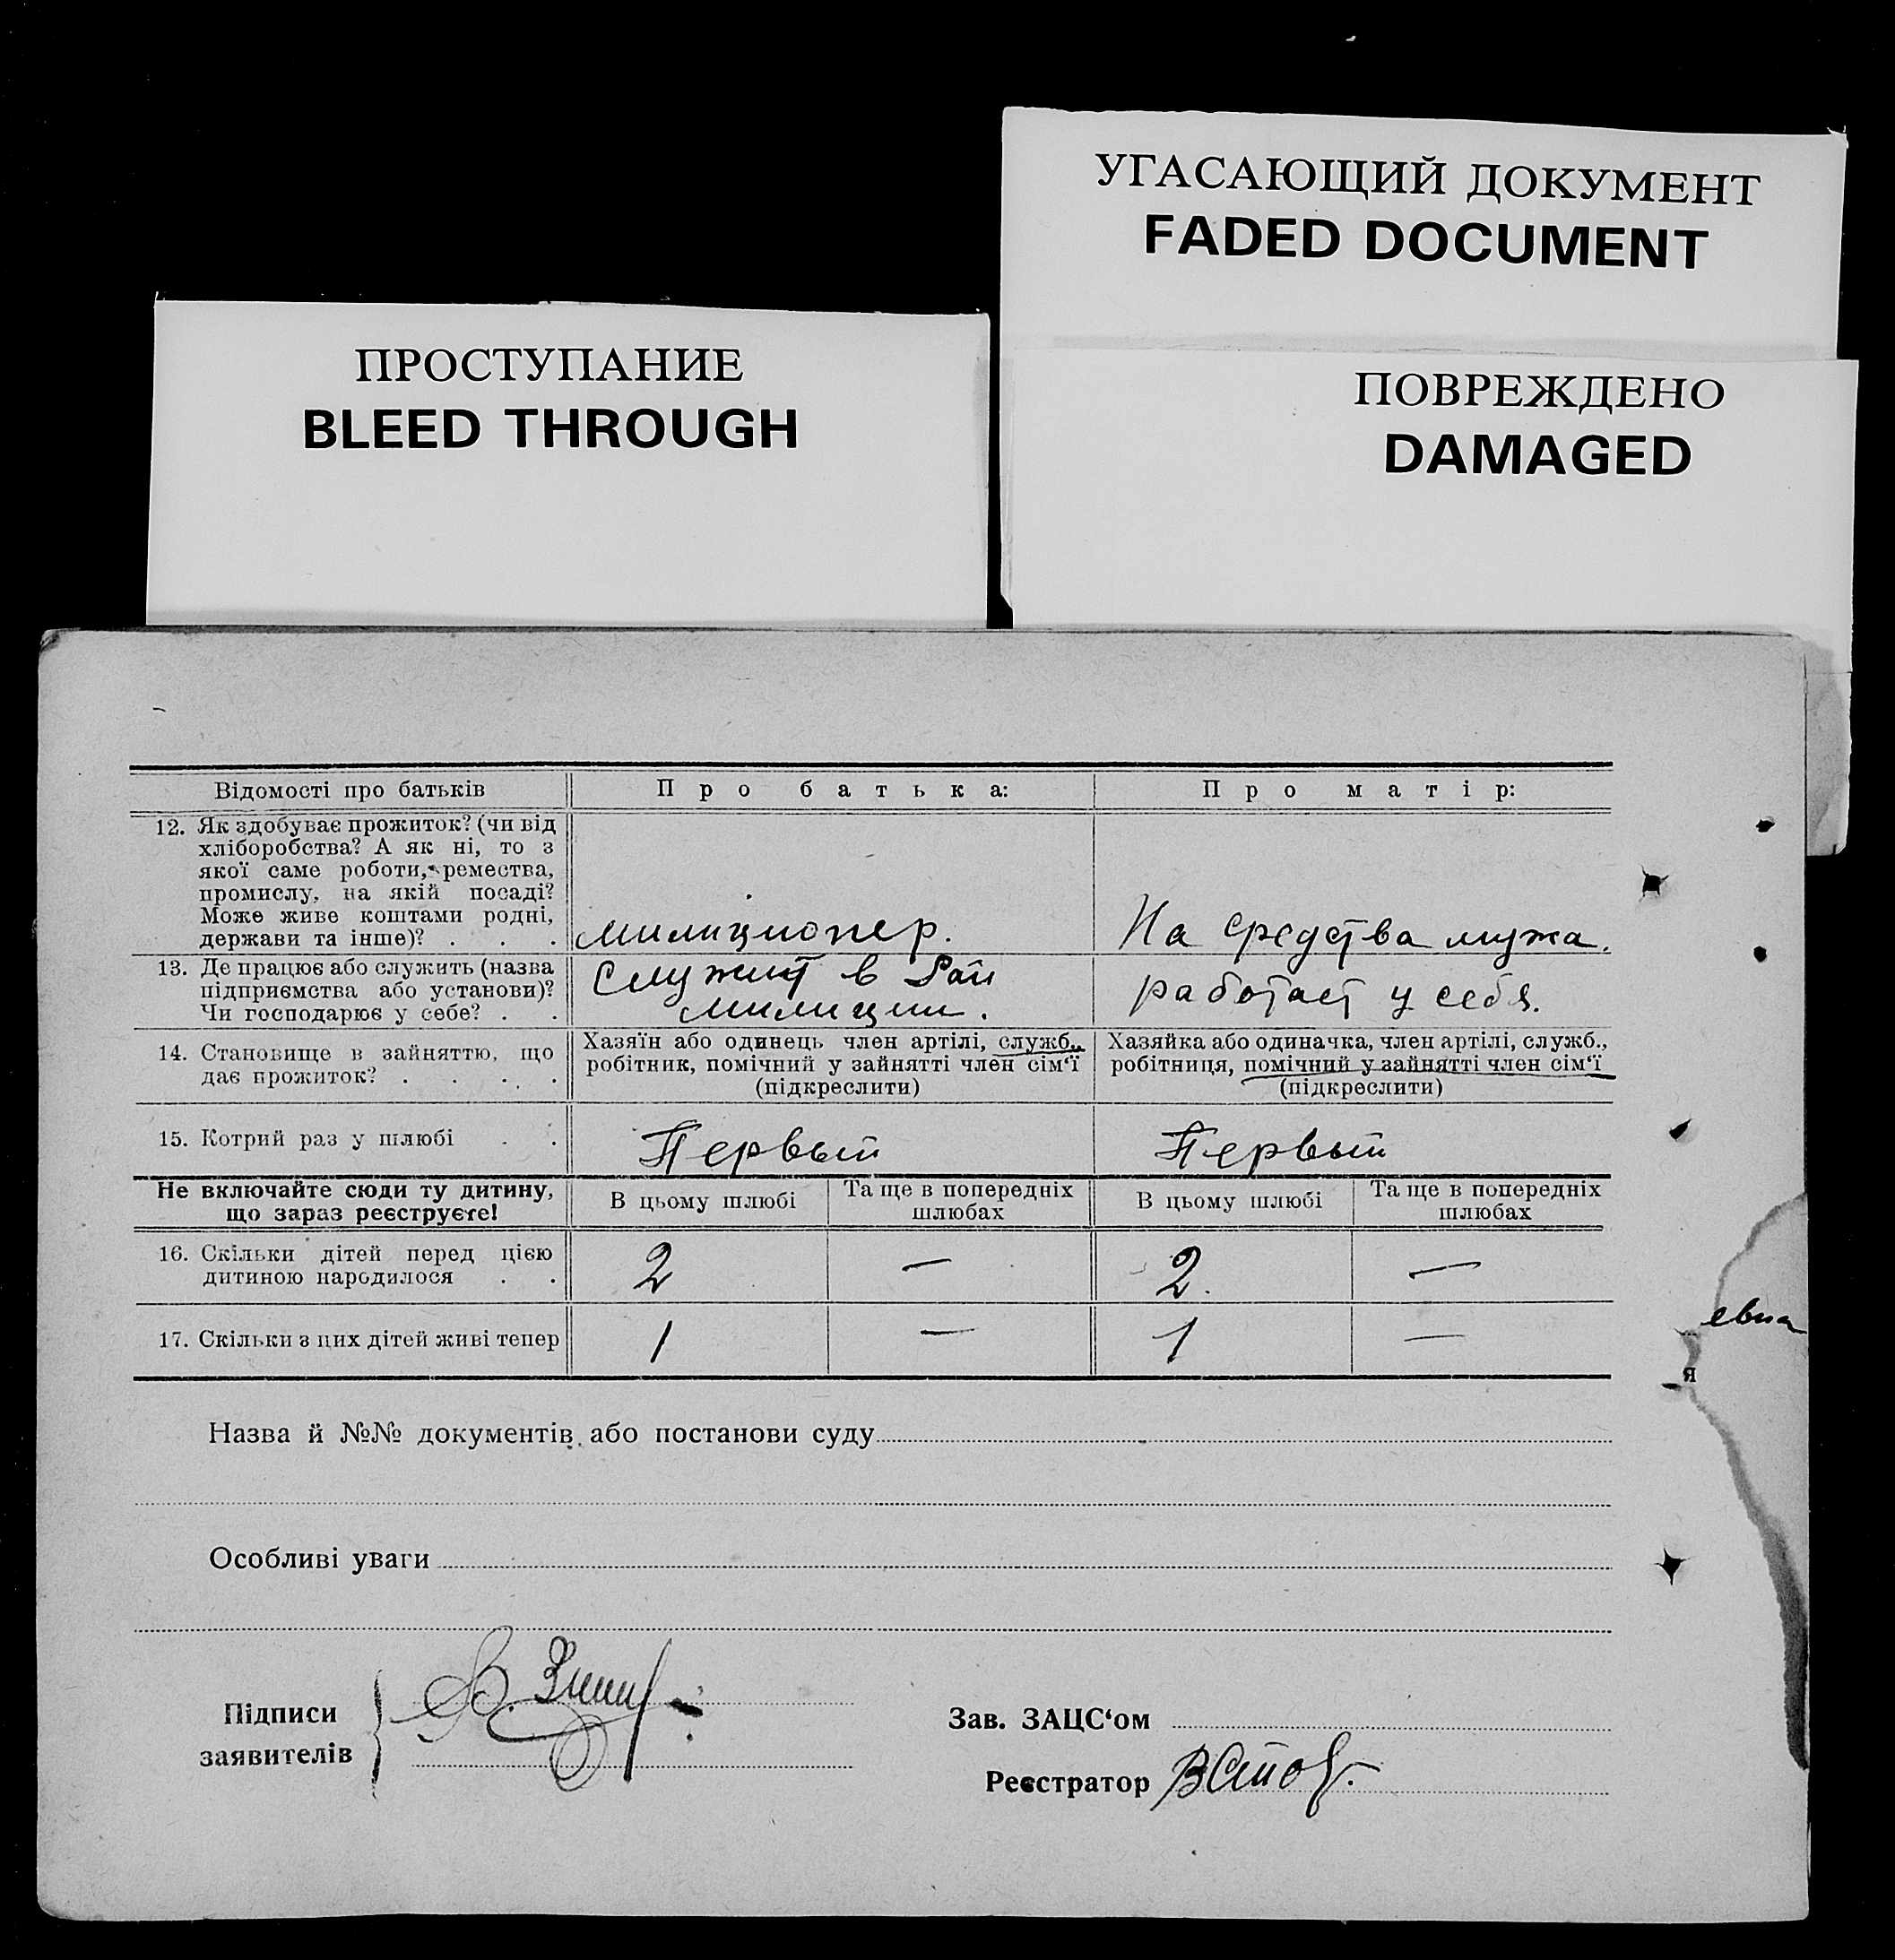 УГАСАЮЩИЙ ДОКУМЕНТ
FADED DOCUMENT
ПРОСТУПАНИЕ
BLEED THROUGH
ПОВРЕЖДЕНО
DAMAGED
Відомості про батьків
Про батька:
Про матір:
12. Як здобуває прожиток? (чи від
хліборобства? А як ні, то з
якої саме роботи, ремества,
промислу, на якій посаді?
Може живе коштами родні,
держави та інше)? . . .
милиционер.
На средства мужа.
13. Де працює або служить (назва
підприємства або установи)?
Чи господарює у себе? . .
Служит в Рай
милиции.
работает у себя.
14. Становище в зайняттю, що
дає прожиток? . . . .
Хазяїн або одинець член артілі, служб.,
робітник, помічний у зайнятті член сім‘ї
(підкреслити)
Хазяйка або одиначка, член артілі, служб.,
робітниця, помічний у зайнятті член сім‘ї
(підкреслити)
15. Котрий раз у шлюбі . .
Первый
Первый
Не включайте сюди ту дитину,
що зараз реєструєте!
В цьому шлюбі
Та ще в попередніх
шлюбах
В цьому шлюбі
Та ще в попередніх
шлюбах
16. Скільки дітей перед цією
дитиною народилося . .
2
—
2.
—
17. Скільки з цих дітей живі тепер
1
—
1
—
евна
я
Назва й №№ документів або постанови суду
Особливі уваги
Підписи
заявителів
Зав. ЗАЦС‘ом
Реєстратор